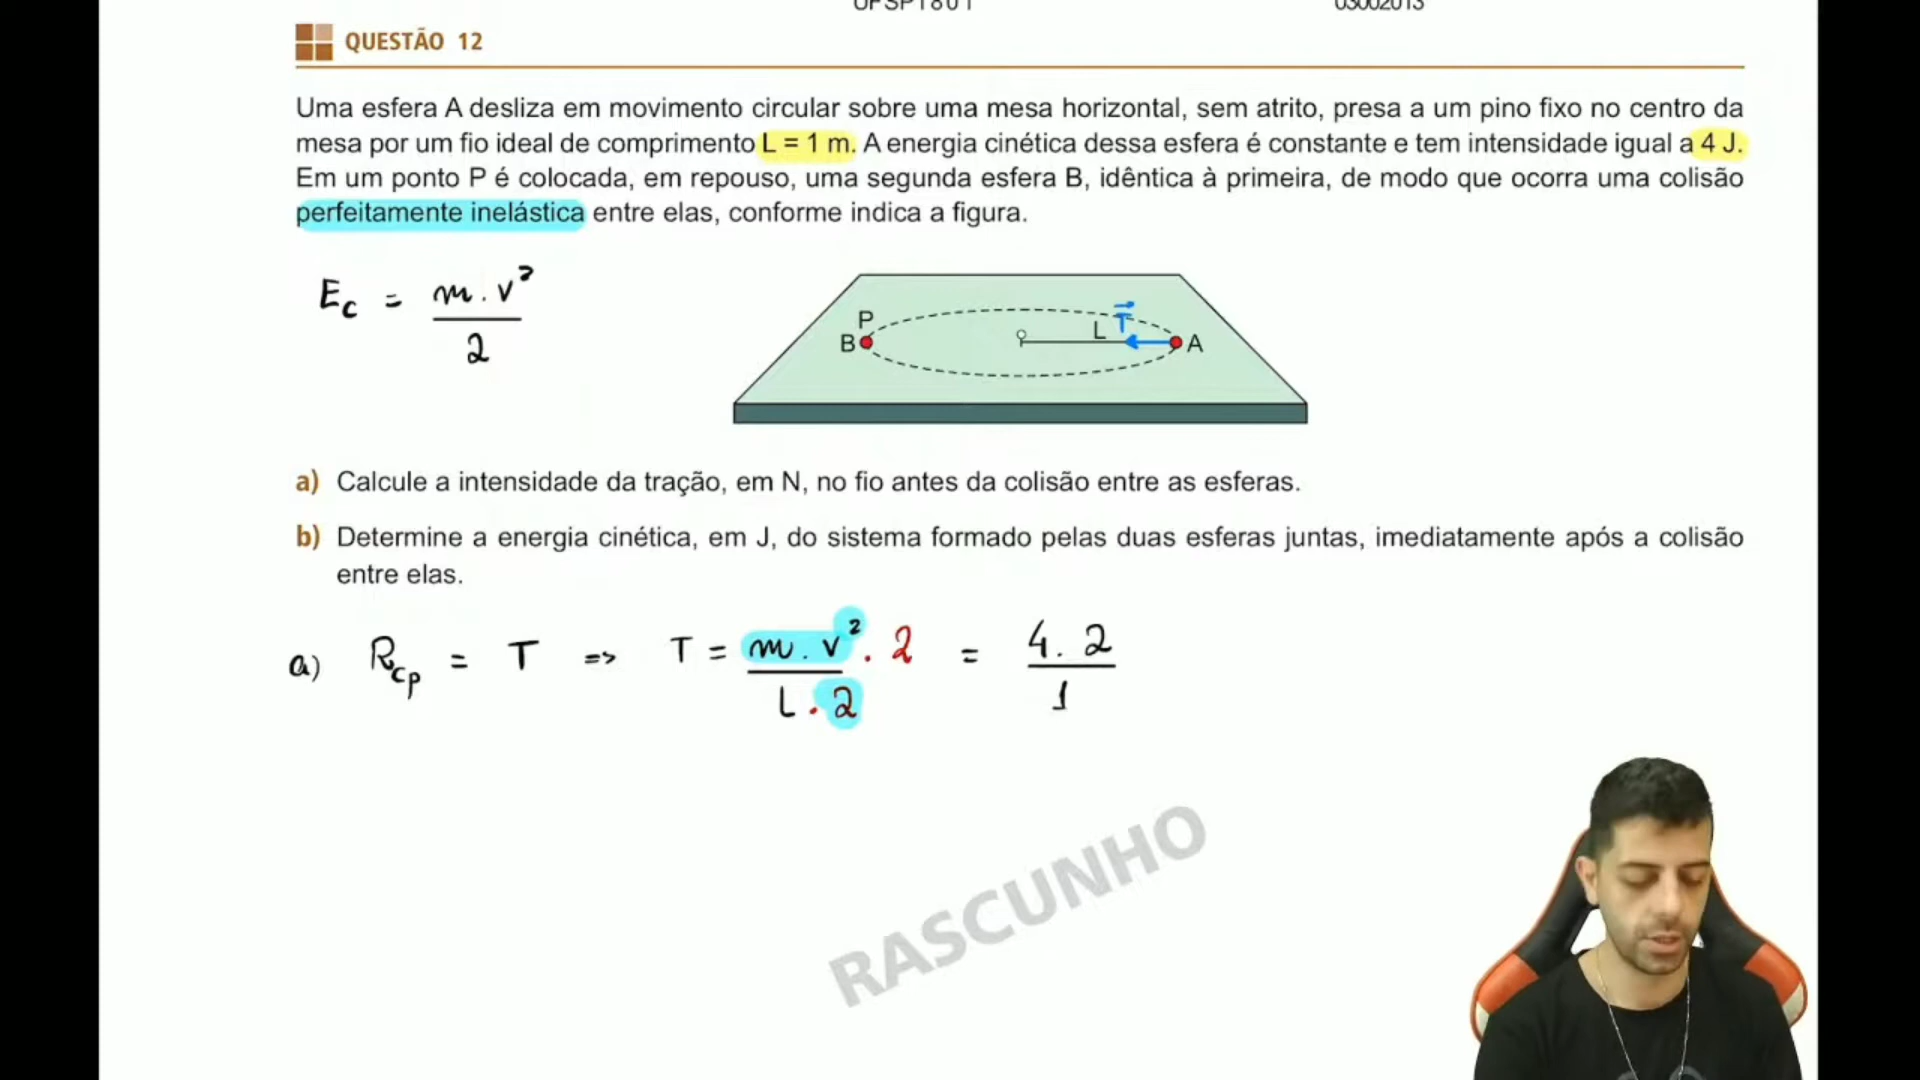 QUESTÃO 12
Uma esfera A desliza em movimento circular sobre uma mesa horizontal, sem atrito, presa a um pino fixo no centro da
mesa por um fio ideal de comprimento L = 1 m. A energia cinética dessa esfera é constante e tem intensidade igual a 4 J.
Em um ponto P é colocada, em repouso, uma segunda esfera B, idêntica à primeira, de modo que ocorra uma colisão
perfeitamente inelástica entre elas, conforme indica a figura.
Ec = m . v²
2
T
P
L
B
A
a) Calcule a intensidade da tração, em N, no fio antes da colisão entre as esferas.
b) Determine a energia cinética, em J, do sistema formado pelas duas esferas juntas, imediatamente após a colisão
entre elas.
a) Rcp = T => T = m . v² . 2 = 4 . 2
L . 2 1
RASCUNHO